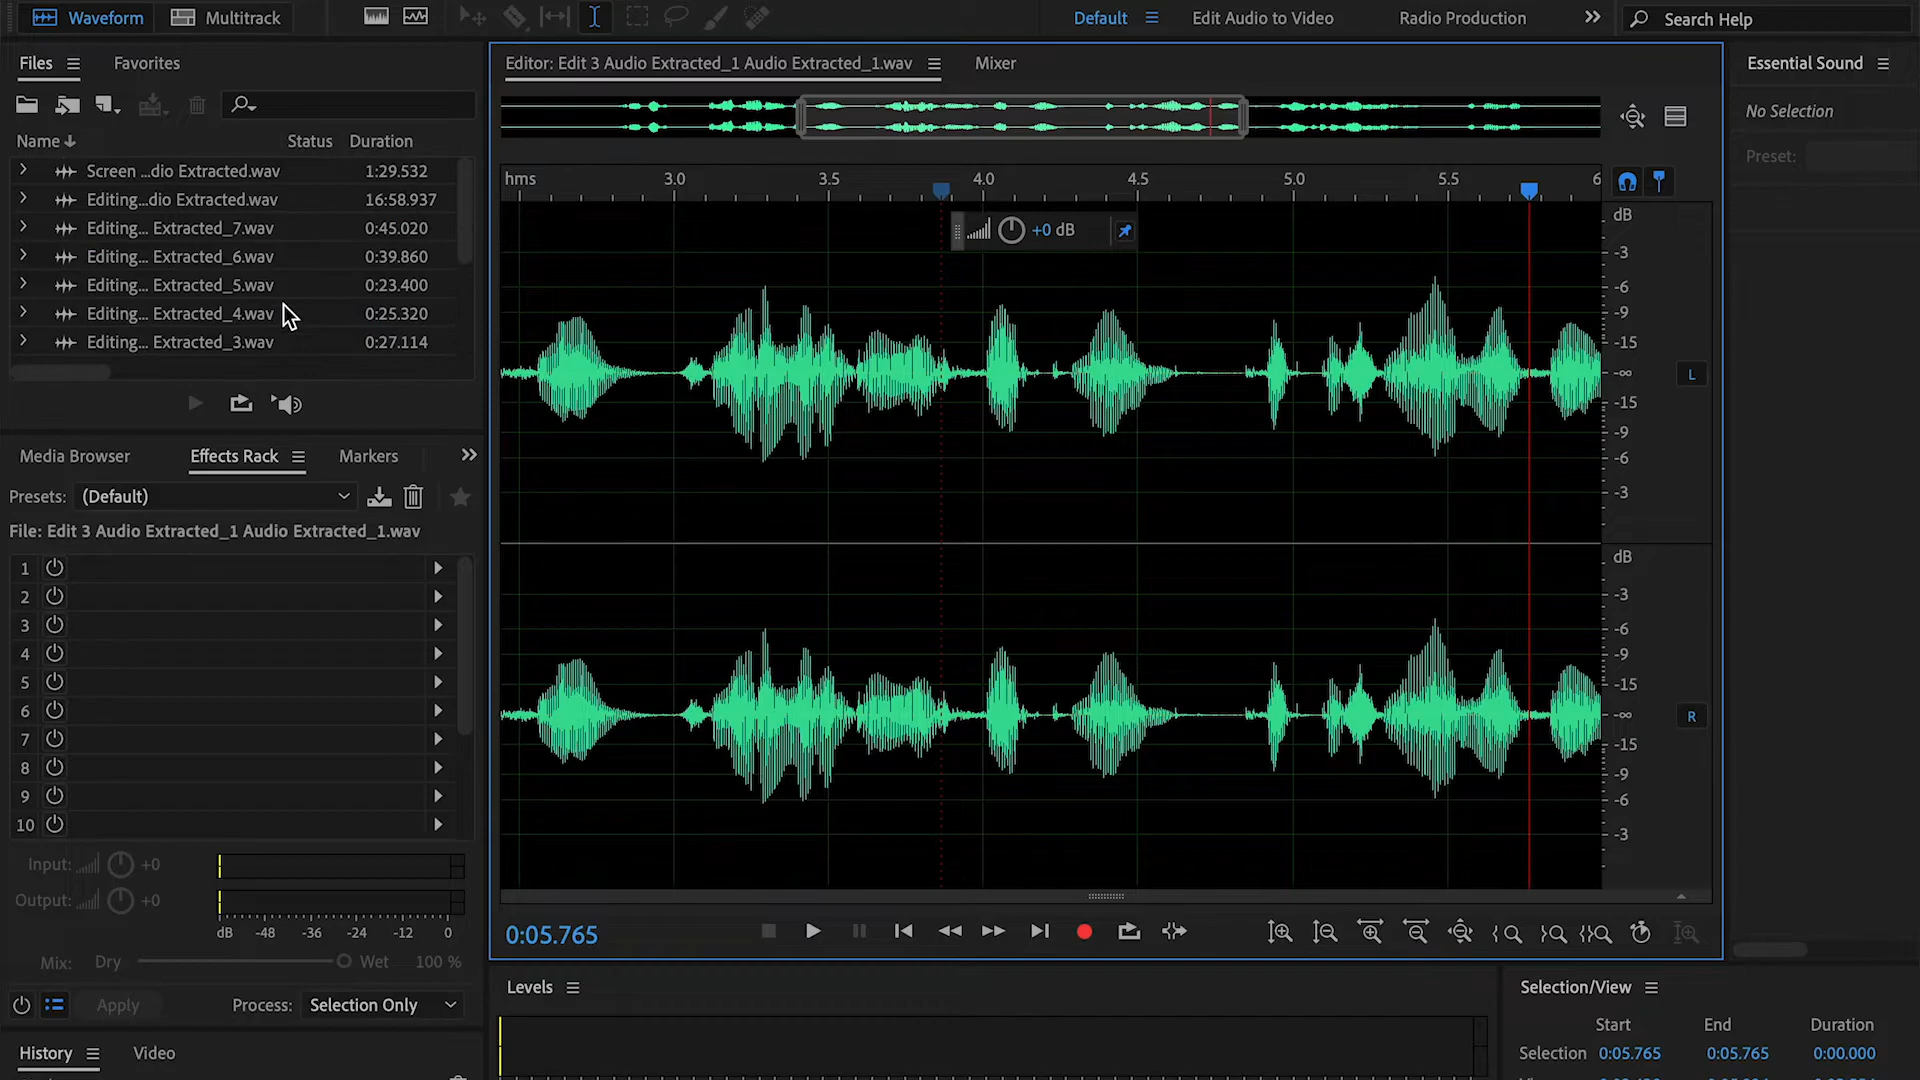 Waveform Multitrack Default Edit Audio to Video Radio Production Search Help
Files Favorites
Name Status Duration
Screen ...dio Extracted.wav 1:29.532
Editing...dio Extracted.wav 16:58.937
Editing... Extracted_7.wav 0:45.020
Editing... Extracted_6.wav 0:39.860
Editing... Extracted_5.wav 0:23.400
Editing... Extracted_4.wav 0:25.320
Editing... Extracted_3.wav 0:27.114
Media Browser Effects Rack Markers
Presets: (Default)
File: Edit 3 Audio Extracted_1 Audio Extracted_1.wav
1
2
3
4
5
6
7
8
9
10
Input: +0
Output: +0
dB -48 -36 -24 -12 0
Mix: Dry Wet 100 %
Apply Process: Selection Only
History Video
Editor: Edit 3 Audio Extracted_1 Audio Extracted_1.wav Mixer
hms 3.0 3.5 4.0 4.5 5.0 5.5 6
+0 dB
dB
-3
-6
-9
-15
-∞
-15
-9
-6
-3
L
dB
-3
-6
-9
-15
-∞
-15
-9
-6
-3
R
0:05.765
Levels
Essential Sound
No Selection
Preset:
Selection/View
Start End Duration
Selection 0:05.765 0:05.765 0:00.000